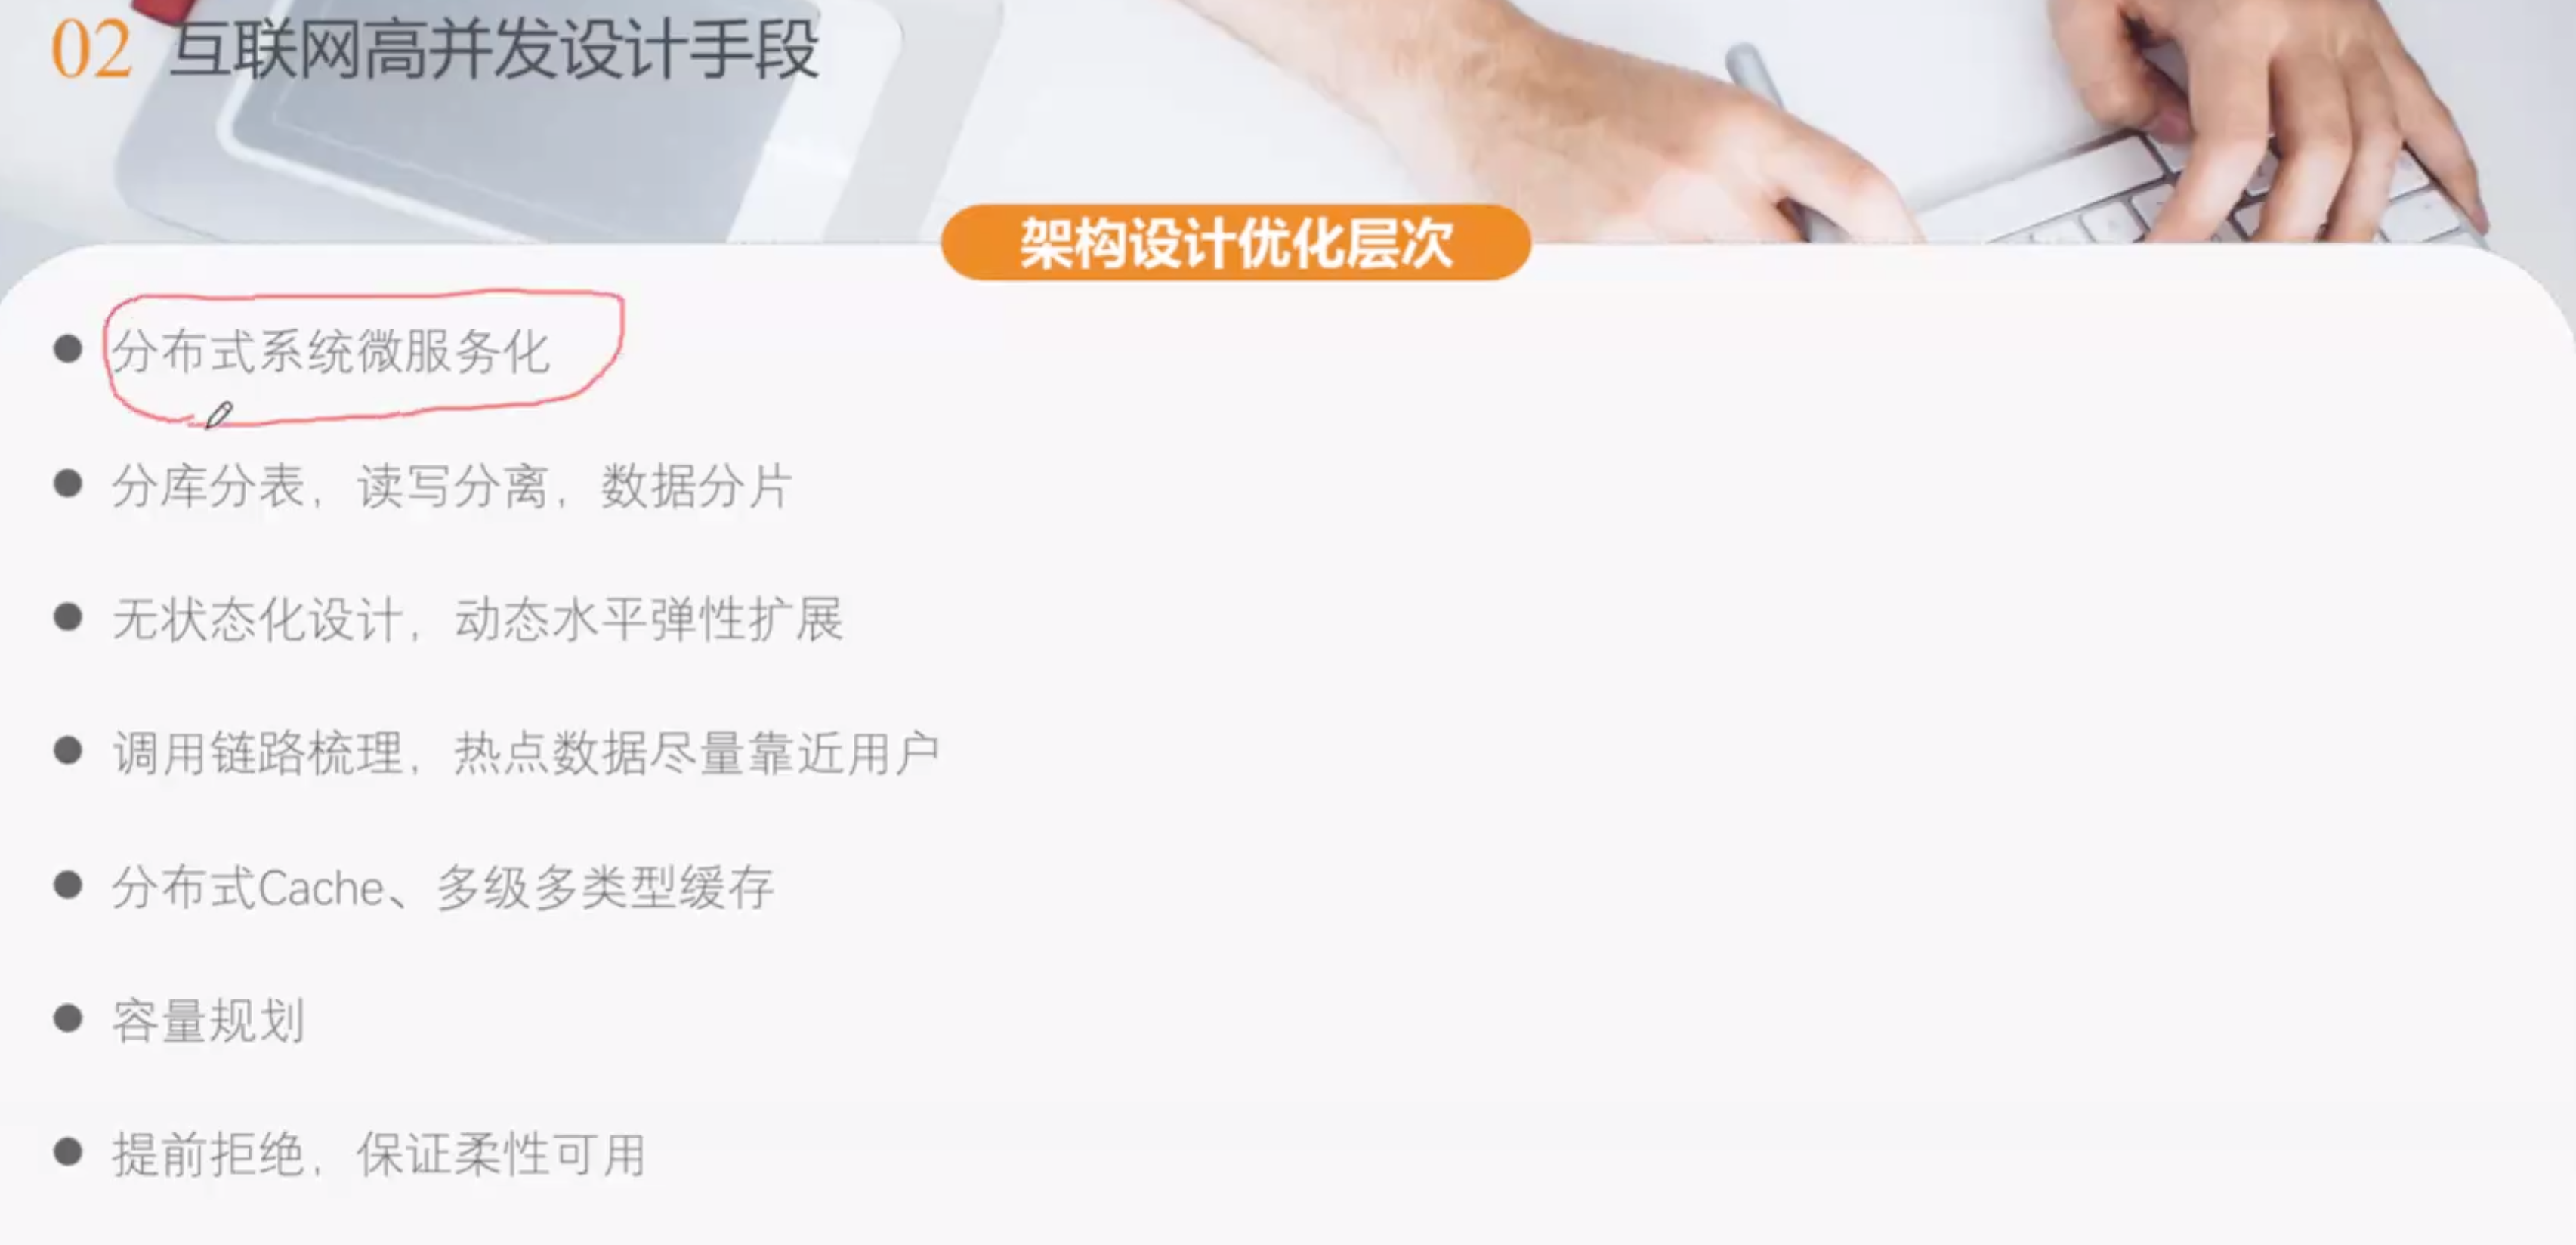 02 互联网高并发设计手段
架构设计优化层次
分布式系统微服务化
分库分表，读写分离，数据分片
无状态化设计，动态水平弹性扩展
调用链路梳理，热点数据尽量靠近用户
分布式Cache、多级多类型缓存
容量规划
提前拒绝，保证柔性可用